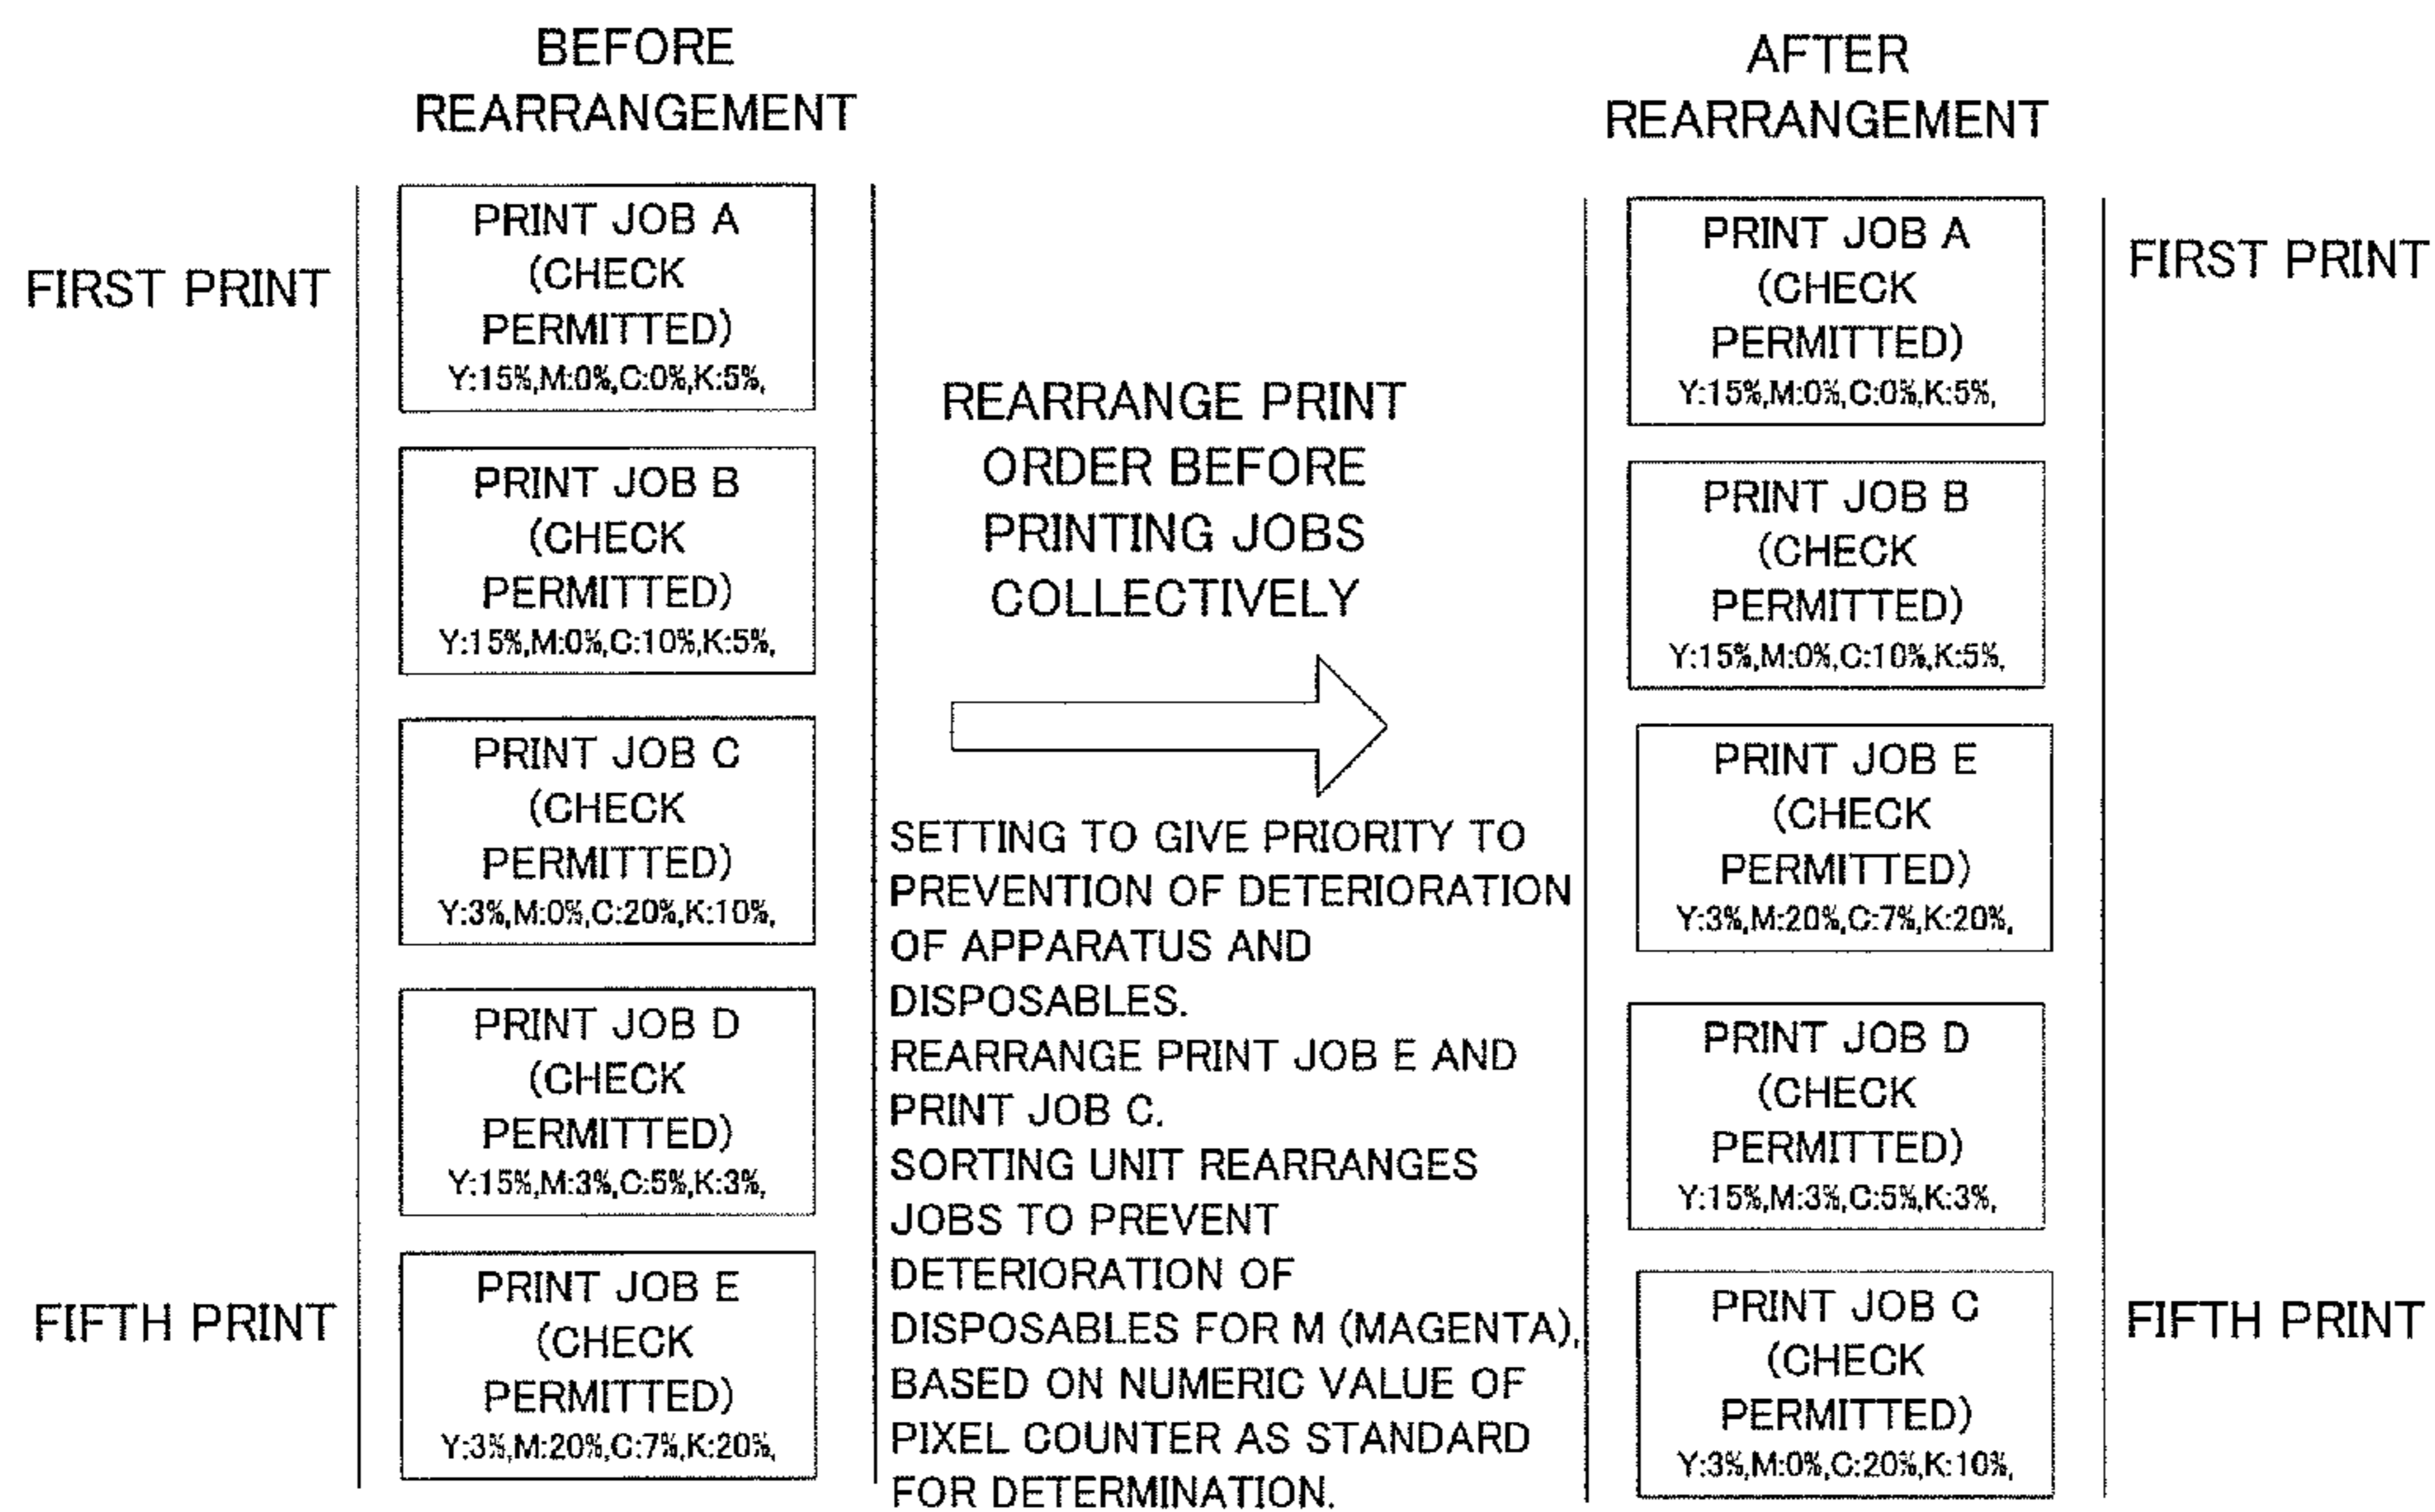 BEFORE
REARRANGEMENT
FIRST PRINT
PRINT JOB A
(CHECK
PERMITTED)
Y:15%,M:0%,C:0%,K:5%,
PRINT JOB B
(CHECK
PERMITTED)
Y:15%,M:0%,C:10%,K:5%,
PRINT JOB C
(CHECK
PERMITTED)
Y:3%,M:0%,C:20%,K:10%,
PRINT JOB D
(CHECK
PERMITTED)
Y:15%,M:3%,C:5%,K:3%,
FIFTH PRINT
PRINT JOB E
(CHECK
PERMITTED)
Y:3%,M:20%,C:7%,K:20%,
REARRANGE PRINT
ORDER BEFORE
PRINTING JOBS
COLLECTIVELY
SETTING TO GIVE PRIORITY TO
PREVENTION OF DETERIORATION
OF APPARATUS AND
DISPOSABLES.
REARRANGE PRINT JOB E AND
PRINT JOB C.
SORTING UNIT REARRANGES
JOBS TO PREVENT
DETERIORATION OF
DISPOSABLES FOR M (MAGENTA),
BASED ON NUMERIC VALUE OF
PIXEL COUNTER AS STANDARD
FOR DETERMINATION.
AFTER
REARRANGEMENT
PRINT JOB A
(CHECK
PERMITTED)
Y:15%,M:0%,C:0%,K:5%,
FIRST PRINT
PRINT JOB B
(CHECK
PERMITTED)
Y:15%,M:0%,C:10%,K:5%,
PRINT JOB E
(CHECK
PERMITTED)
Y:3%,M:20%,C:7%,K:20%,
PRINT JOB D
(CHECK
PERMITTED)
Y:15%,M:3%,C:5%,K:3%,
PRINT JOB C
(CHECK
PERMITTED)
Y:3%,M:0%,C:20%,K:10%,
FIFTH PRINT